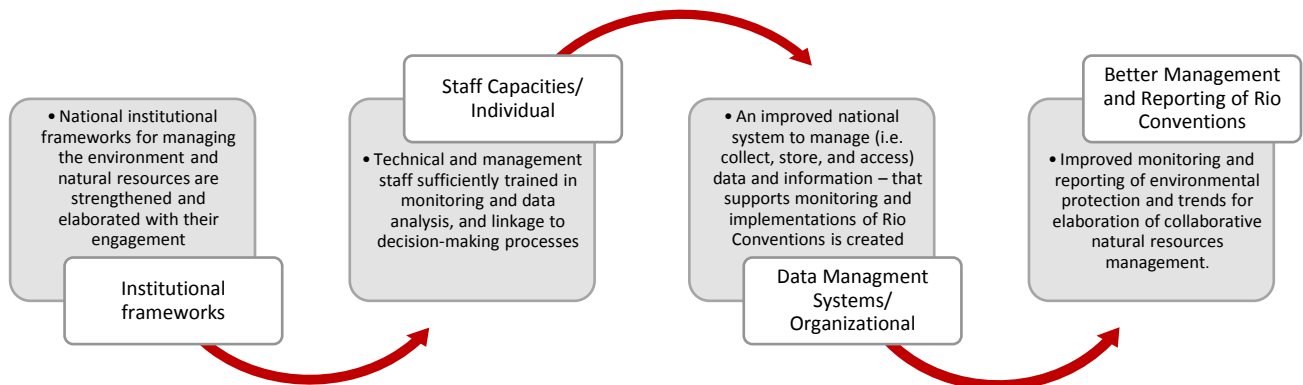 • National institutional
frameworks for managing
the environment and
natural resources are
strengthened and
elaborated with their
engagement
Institutional
frameworks
Staff Capacities/
Individual
• Technical and management
staff sufficiently trained in
monitoring and data
analysis, and linkage to
decision-making processes
• An improved national
system to manage (i.e.
collect, store, and access)
data and information – that
supports monitoring and
implementations of Rio
Conventions is created
Data Managment
Systems/
Organizational
Better Management
and Reporting of Rio
Conventions
• Improved monitoring and
reporting of environmental
protection and trends for
elaboration of collaborative
natural resources
management.